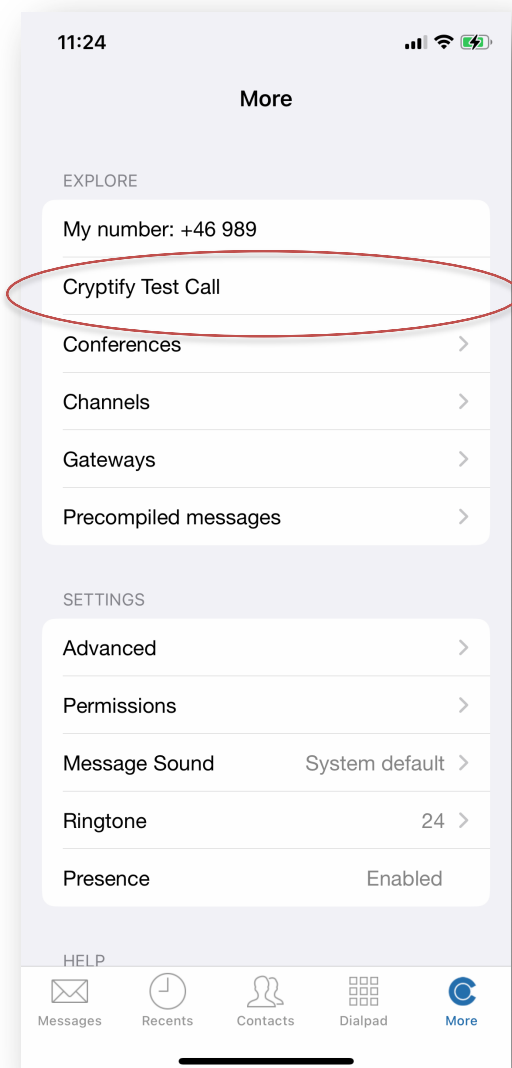 11:24
More
EXPLORE
My number: +46 989
Cryptify Test Call
Conferences
Channels
Gateways
Precompiled messages
SETTINGS
Advanced
Permissions
Message Sound System default
Ringtone 24
Presence Enabled
HELP
Messages Recents Contacts Dialpad More